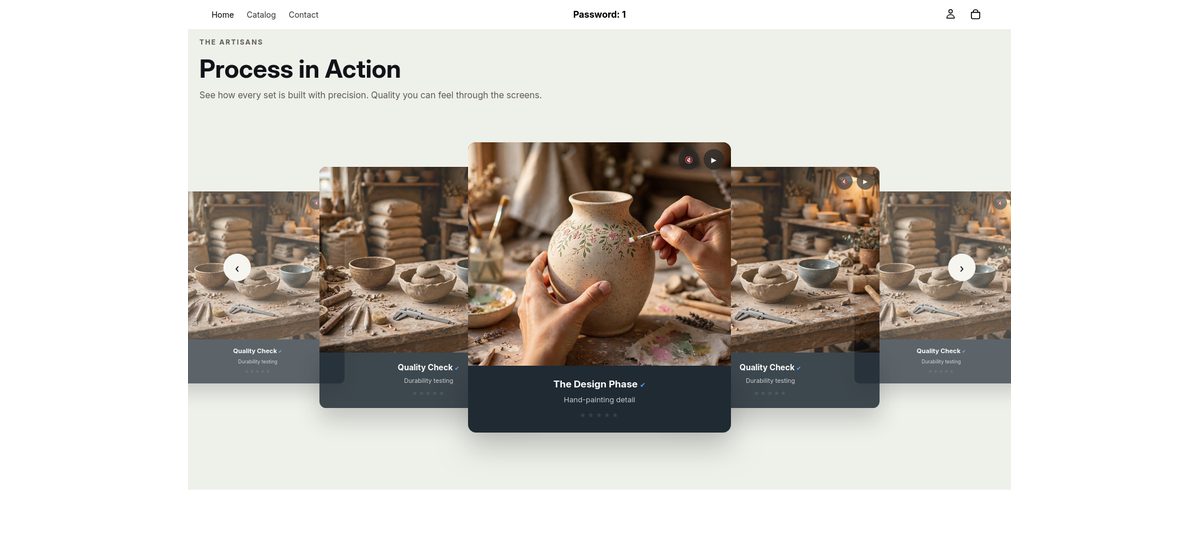 Home Catalog Contact
Password: 1
THE ARTISANS
Process in Action
See how every set is built with precision. Quality you can feel through the screens.
Quality Check ✓
Durability testing
★★★★★
Quality Check ✓
Durability testing
★★★★★
The Design Phase ✓
Hand-painting detail
★★★★★
Quality Check ✓
Durability testing
★★★★★
Quality Check ✓
Durability testing
★★★★★